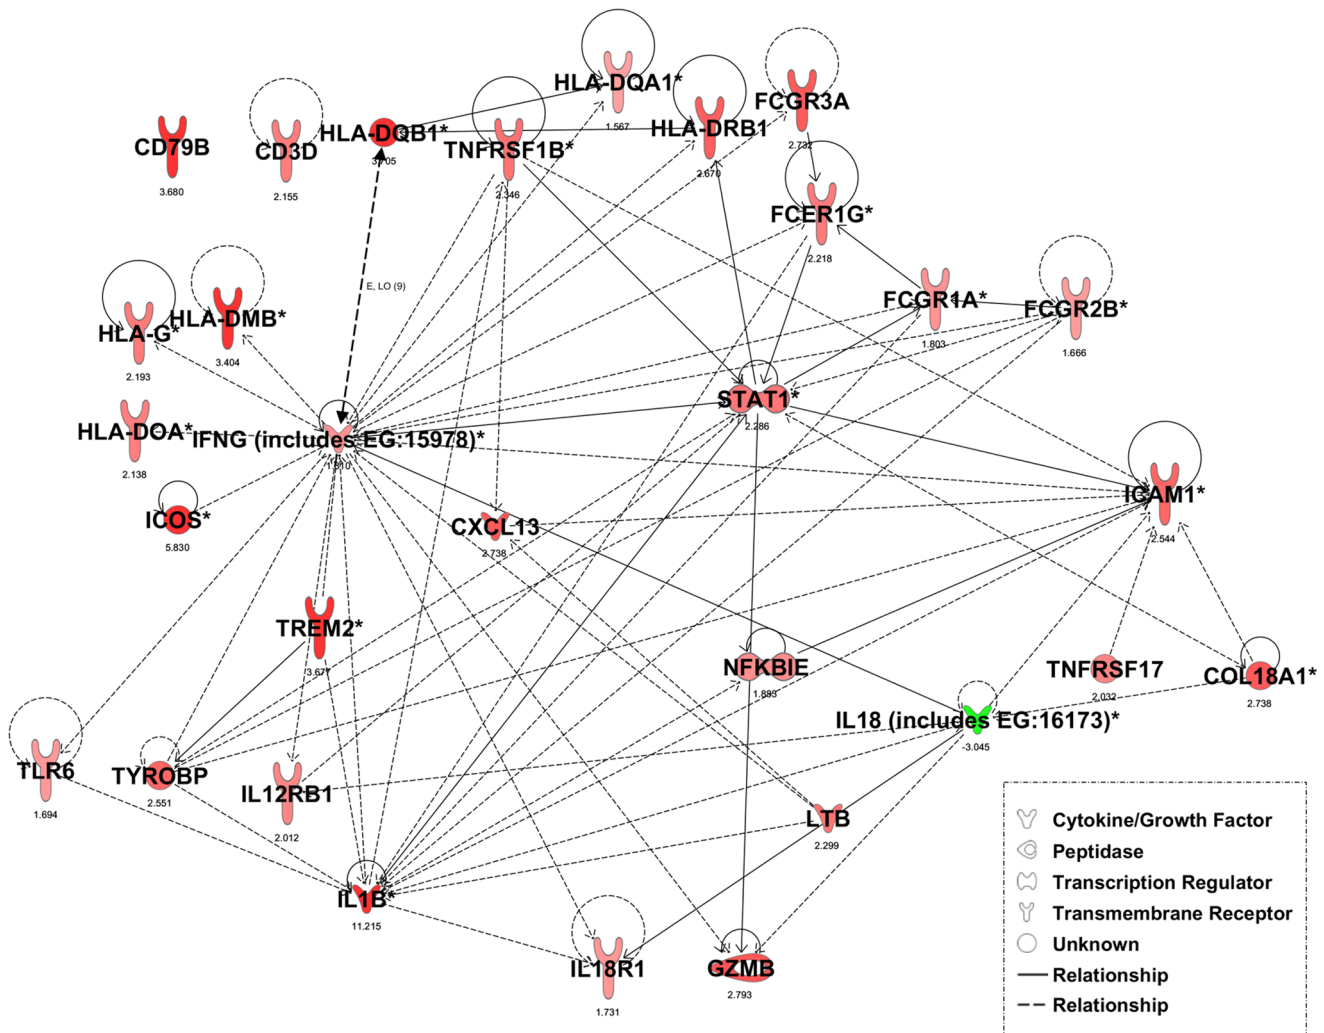 HLA-DQA1*
1.567
FCGR3A
2.732
HLA-DRB1
2.670
HLA-DQB1*
3.705
TNFRSF1B*
2.346
CD79B
3.680
CD3D
2.155
FCER1G*
2.218
E, LO (9)
FCGR1A*
1.803
FCGR2B*
1.666
HLA-DMB*
3.404
HLA-G*
2.193
STAT1*
2.286
HLA-DOA*
2.138
IFNG (includes EG:15978)*
ICAM1*
2.544
ICOS*
5.830
CXCL13
2.738
TREM2*
3.677
NFKBIE
1.883
TNFRSF17
2.032
COL18A1*
2.738
IL18 (includes EG:16173)*
-3.045
TLR6
1.694
TYROBP
2.551
IL12RB1
2.012
LTB
2.299
IL1B*
11.215
IL18R1
1.731
GZMB
2.793
Cytokine/Growth Factor
Peptidase
Transcription Regulator
Transmembrane Receptor
Unknown
Relationship
Relationship